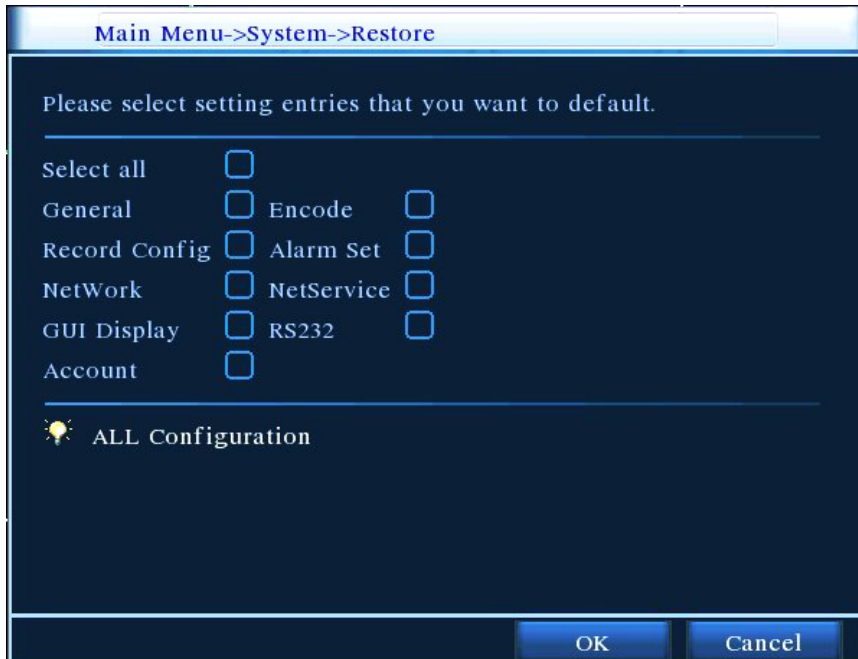 Main Menu->System->Restore
Please select setting entries that you want to default.
Select all
General Encode
Record Config Alarm Set
NetWork NetService
GUI Display RS232
Account
ALL Configuration
OK Cancel